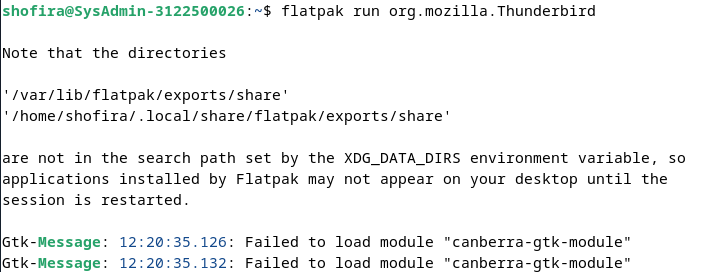 shofira@SysAdmin-3122500026:~$ flatpak run org.mozilla.Thunderbird
Note that the directories
'/var/lib/flatpak/exports/share'
'/home/shofira/.local/share/flatpak/exports/share'
are not in the search path set by the XDG_DATA_DIRS environment variable, so
applications installed by Flatpak may not appear on your desktop until the
session is restarted.
Gtk-Message: 12:20:35.126: Failed to load module "canberra-gtk-module"
Gtk-Message: 12:20:35.132: Failed to load module "canberra-gtk-module"